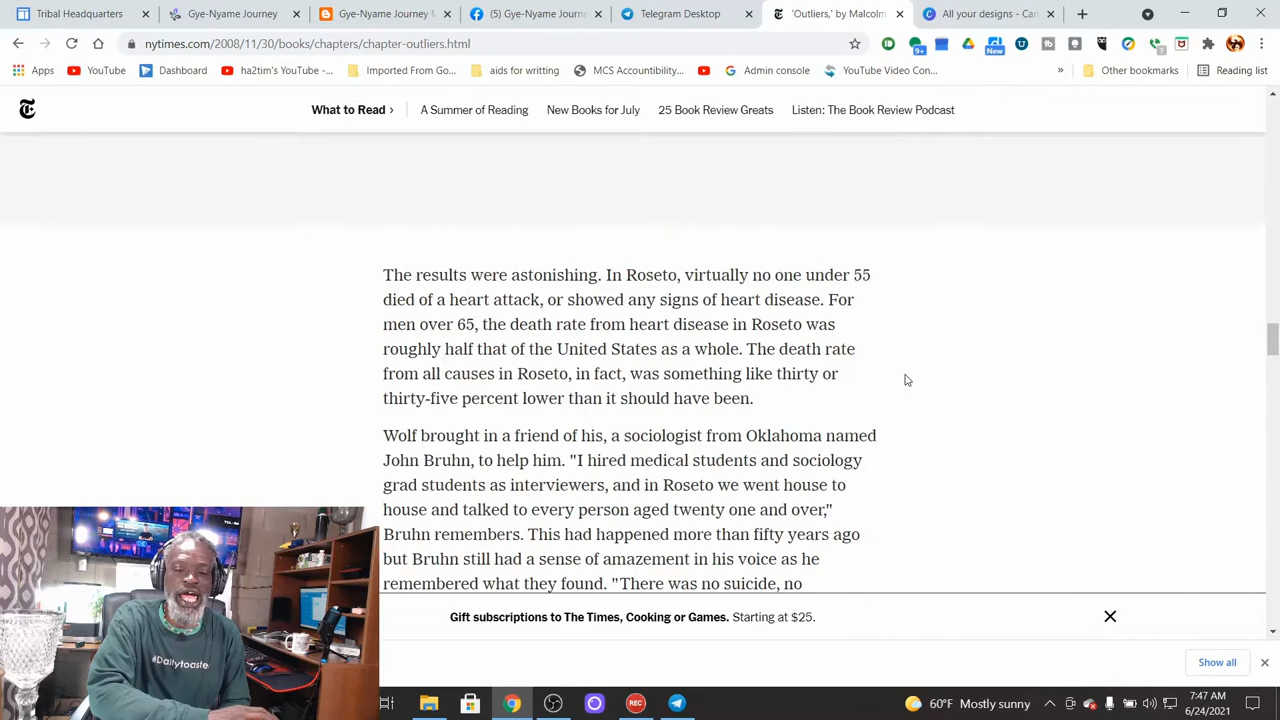 Tribal Headquarters
Gye-Nyame Journey
Gye-Nyame Journey M
(5) Gye-Nyame Journ
Telegram Desktop
'Outliers,' by Malcolm
All your designs - Can
nytimes.com/2008/11/30/books/chapters/chapter-outliers.html
9+
New
Apps
YouTube
Dashboard
ha2tim's YouTube -...
Imported From Go...
aids for writting
MCS Accountibility...
Admin console
YouTube Video Con...
»
Other bookmarks
Reading list
What to Read ›
A Summer of Reading
New Books for July
25 Book Review Greats
Listen: The Book Review Podcast
The results were astonishing. In Roseto, virtually no one under 55
died of a heart attack, or showed any signs of heart disease. For
men over 65, the death rate from heart disease in Roseto was
roughly half that of the United States as a whole. The death rate
from all causes in Roseto, in fact, was something like thirty or
thirty-five percent lower than it should have been.
Wolf brought in a friend of his, a sociologist from Oklahoma named
John Bruhn, to help him. "I hired medical students and sociology
grad students as interviewers, and in Roseto we went house to
house and talked to every person aged twenty one and over,"
Bruhn remembers. This had happened more than fifty years ago
but Bruhn still had a sense of amazement in his voice as he
remembered what they found. "There was no suicide, no
Gift subscriptions to The Times, Cooking or Games. Starting at $25.
Show all
#Dailytoastee
REC
60°F Mostly sunny
7:47 AM
6/24/2021